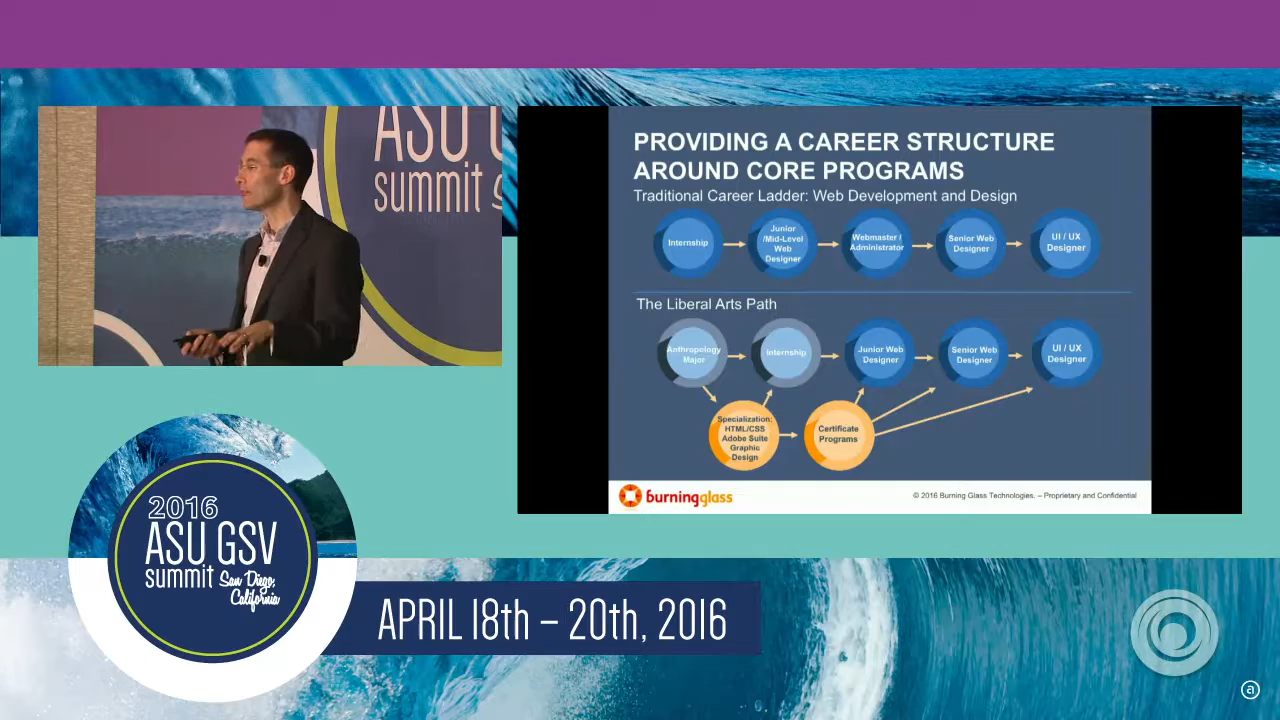 ASU
summit S
PROVIDING A CAREER STRUCTURE
AROUND CORE PROGRAMS
Traditional Career Ladder: Web Development and Design
Internship
Junior
/Mid-Level
Web
Designer
Webmaster /
Administrator
Senior Web
Designer
UI / UX
Designer
The Liberal Arts Path
Anthropology
Major
Internship
Junior Web
Designer
Senior Web
Designer
UI / UX
Designer
Specialization:
HTML/CSS
Adobe Suite
Graphic
Design
Certificate
Programs
burningglass
© 2016 Burning Glass Technologies. – Proprietary and Confidential
2016
ASU GSV
summit San Diego,
California
APRIL 18th – 20th, 2016
a